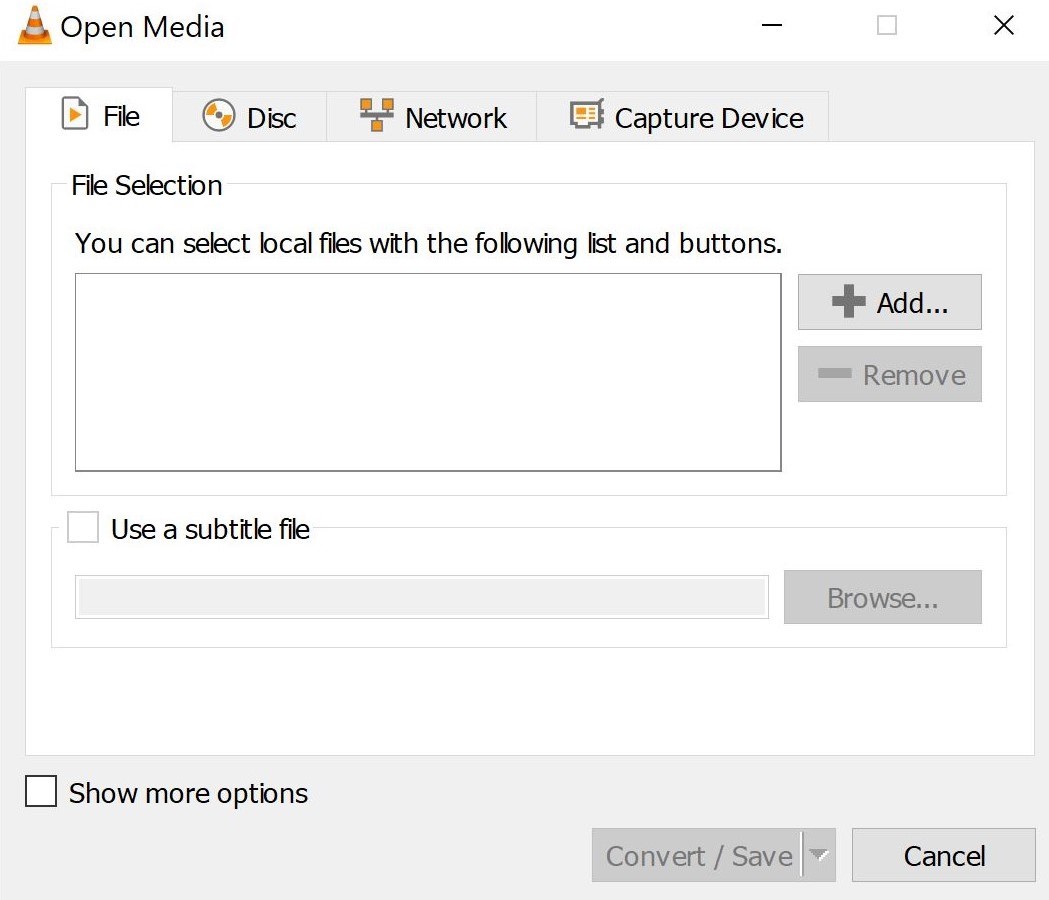 Open Media
File Disc Network Capture Device
File Selection
You can select local files with the following list and buttons.
Add...
Remove
Use a subtitle file
Browse...
Show more options
Convert / Save Cancel